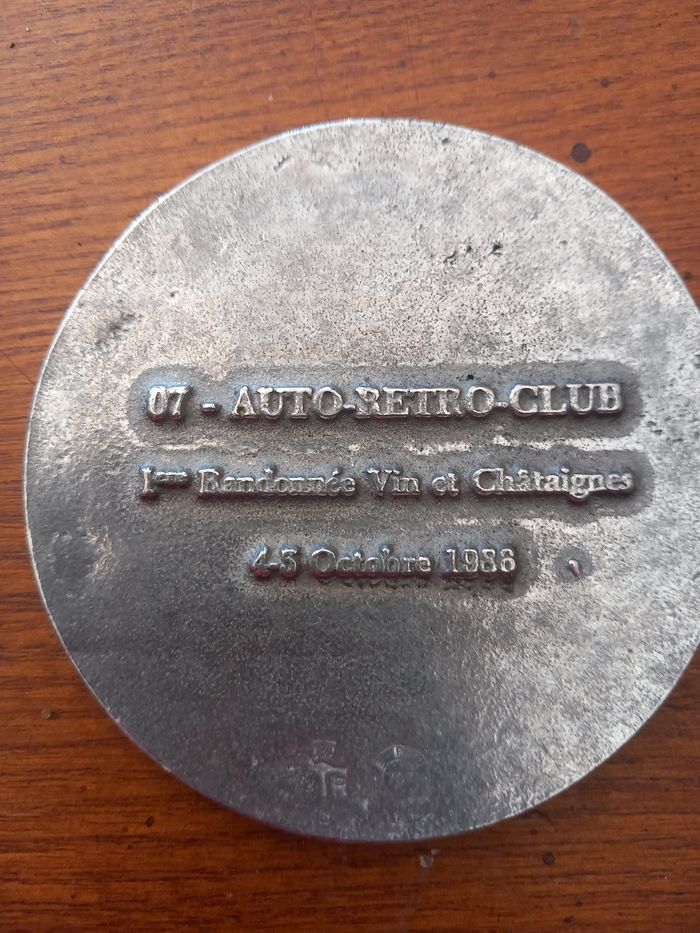 07 - AUTO-RETRO-CLUB
1ère Randonnée Vin et Châtaignes
4-5 Octobre 1986